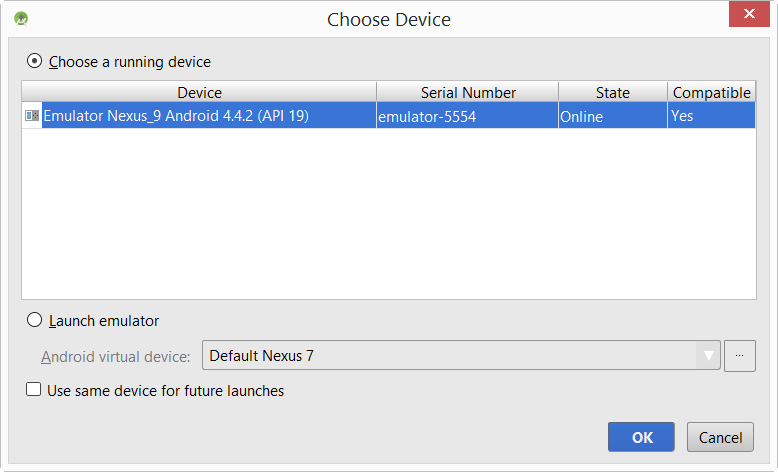 Choose Device
Choose a running device
Device Serial Number State Compatible
Emulator Nexus_9 Android 4.4.2 (API 19) emulator-5554 Online Yes
Launch emulator
Android virtual device: Default Nexus 7 ...
Use same device for future launches
OK Cancel